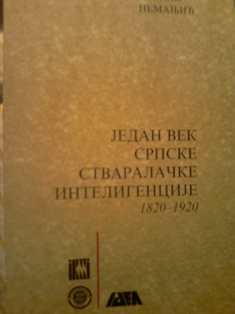 НЕМАЊИЋ
ЈЕДАН ВЕК
СРПСКЕ
СТВАРАЛАЧКЕ
ИНТЕЛИГЕНЦИЈЕ
1820–1920